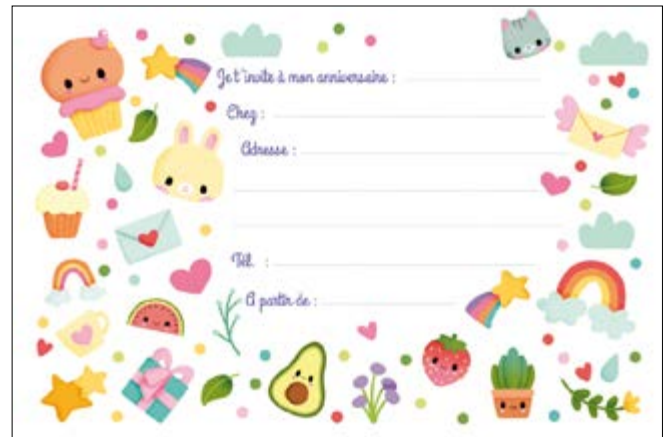 Je t'invite à mon anniversaire :
Chez :
Adresse :
Tél. :
A partir de :